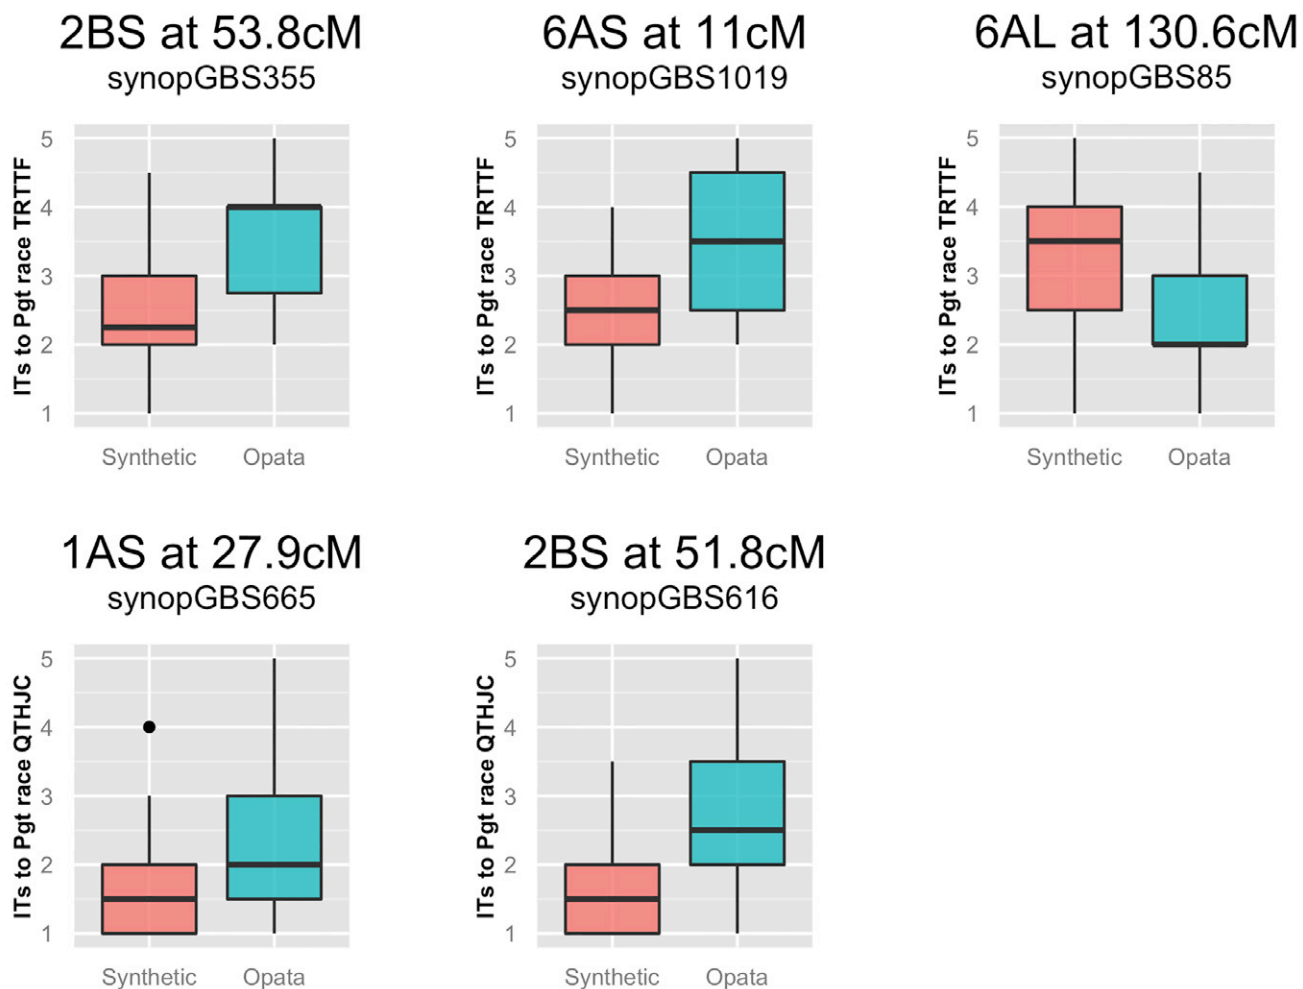 2BS at 53.8cM
synopGBS355
ITs to Pgt race TRTTF
5
4
3
2
1
Synthetic Opata
6AS at 11cM
synopGBS1019
ITs to Pgt race TRTTF
5
4
3
2
1
Synthetic Opata
6AL at 130.6cM
synopGBS85
ITs to Pgt race TRTTF
5
4
3
2
1
Synthetic Opata
1AS at 27.9cM
synopGBS665
ITs to Pgt race QTHJC
5
4
3
2
1
Synthetic Opata
2BS at 51.8cM
synopGBS616
ITs to Pgt race QTHJC
5
4
3
2
1
Synthetic Opata